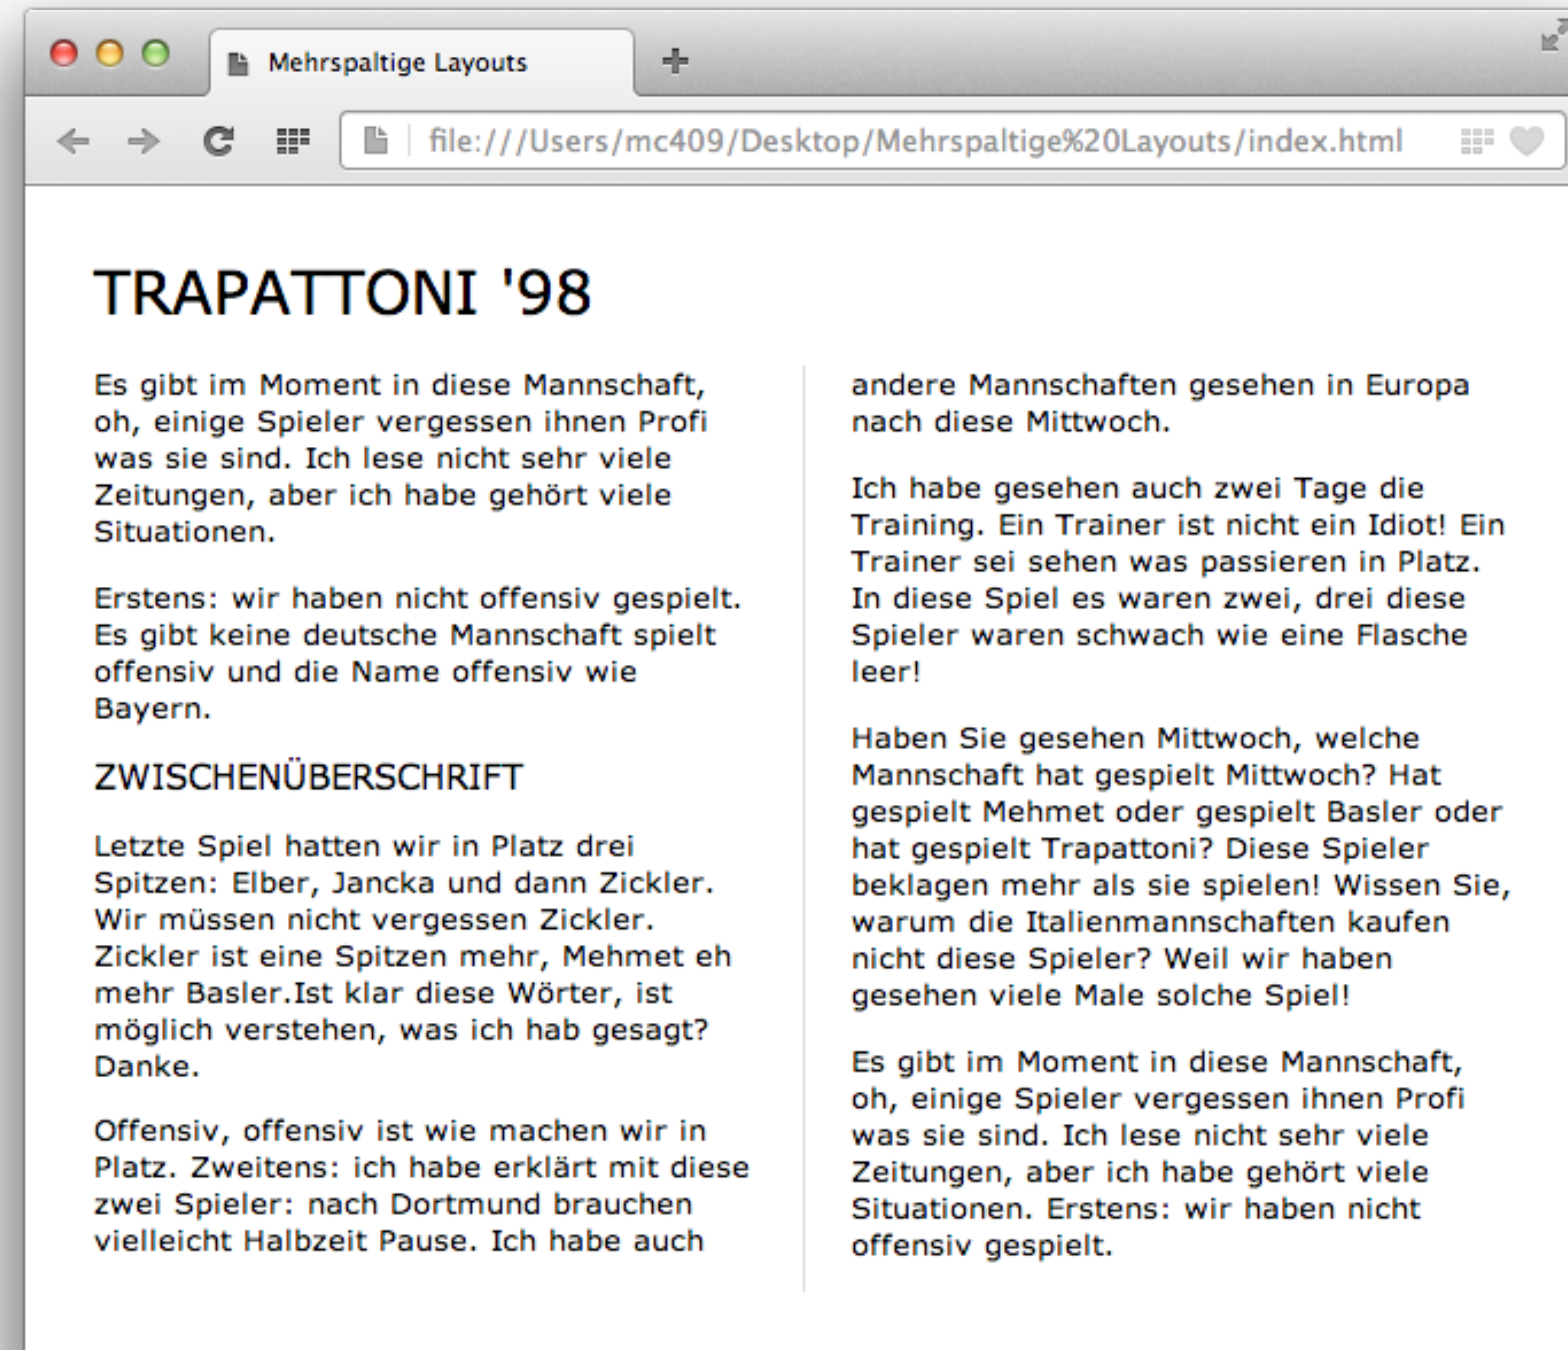 Mehrspaltige Layouts
file:///Users/mc409/Desktop/Mehrspaltige%20Layouts/index.html
TRAPATTONI '98
Es gibt im Moment in diese Mannschaft,
oh, einige Spieler vergessen ihnen Profi
was sie sind. Ich lese nicht sehr viele
Zeitungen, aber ich habe gehört viele
Situationen.
Erstens: wir haben nicht offensiv gespielt.
Es gibt keine deutsche Mannschaft spielt
offensiv und die Name offensiv wie
Bayern.
ZWISCHENÜBERSCHRIFT
Letzte Spiel hatten wir in Platz drei
Spitzen: Elber, Jancka und dann Zickler.
Wir müssen nicht vergessen Zickler.
Zickler ist eine Spitzen mehr, Mehmet eh
mehr Basler.Ist klar diese Wörter, ist
möglich verstehen, was ich hab gesagt?
Danke.
Offensiv, offensiv ist wie machen wir in
Platz. Zweitens: ich habe erklärt mit diese
zwei Spieler: nach Dortmund brauchen
vielleicht Halbzeit Pause. Ich habe auch
andere Mannschaften gesehen in Europa
nach diese Mittwoch.
Ich habe gesehen auch zwei Tage die
Training. Ein Trainer ist nicht ein Idiot! Ein
Trainer sei sehen was passieren in Platz.
In diese Spiel es waren zwei, drei diese
Spieler waren schwach wie eine Flasche
leer!
Haben Sie gesehen Mittwoch, welche
Mannschaft hat gespielt Mittwoch? Hat
gespielt Mehmet oder gespielt Basler oder
hat gespielt Trapattoni? Diese Spieler
beklagen mehr als sie spielen! Wissen Sie,
warum die Italienmannschaften kaufen
nicht diese Spieler? Weil wir haben
gesehen viele Male solche Spiel!
Es gibt im Moment in diese Mannschaft,
oh, einige Spieler vergessen ihnen Profi
was sie sind. Ich lese nicht sehr viele
Zeitungen, aber ich habe gehört viele
Situationen. Erstens: wir haben nicht
offensiv gespielt.